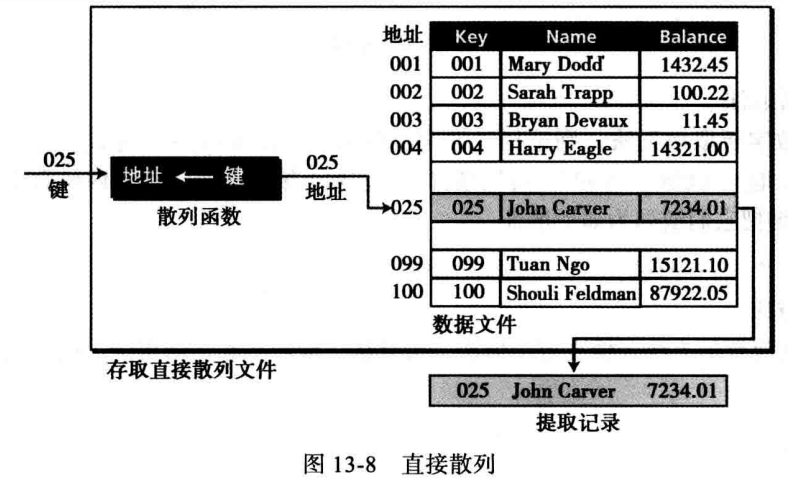 地址 Key Name Balance
001 001 Mary Dodd 1432.45
002 002 Sarah Trapp 100.22
003 003 Bryan Devaux 11.45
004 004 Harry Eagle 14321.00
025
键
地址 ← 键
散列函数
025
地址
025 025 John Carver 7234.01
099 099 Tuan Ngo 15121.10
100 100 Shouli Feldman 87922.05
数据文件
存取直接散列文件
025 John Carver 7234.01
提取记录
图 13-8 直接散列